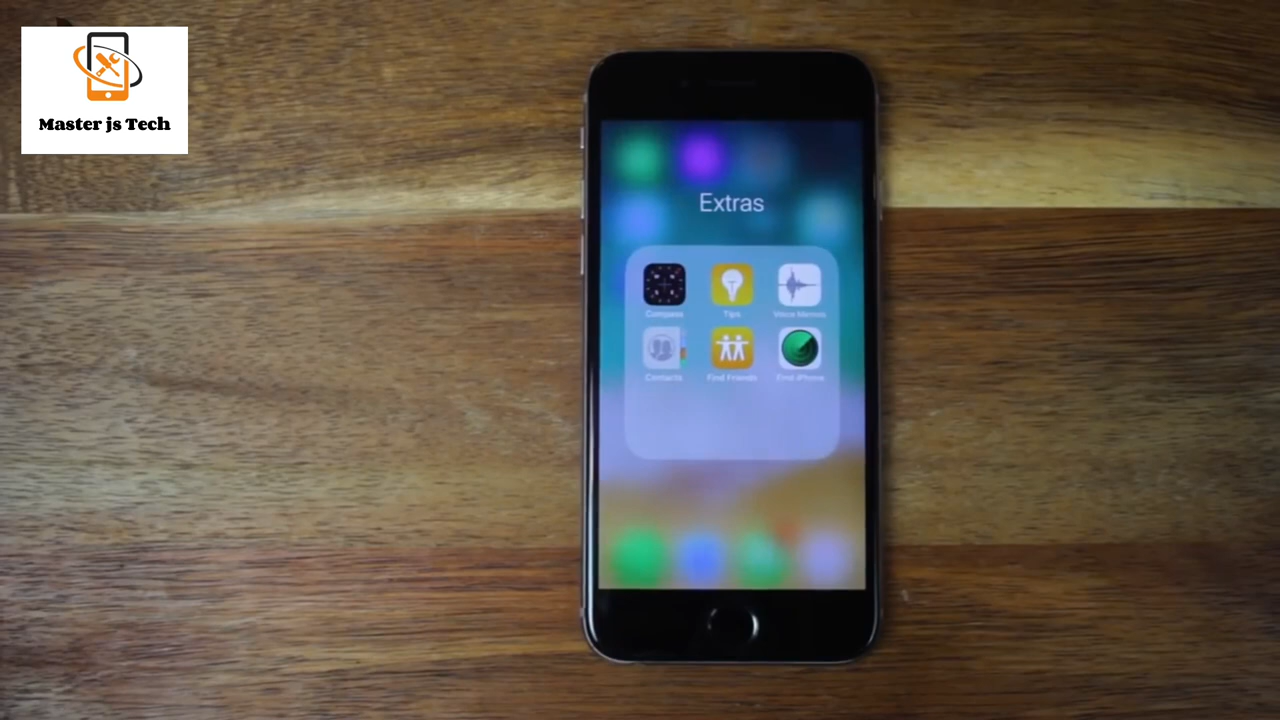 Master js Tech
Extras
Compass
Tips
Voice Memos
Contacts
Find Friends
Find iPhone